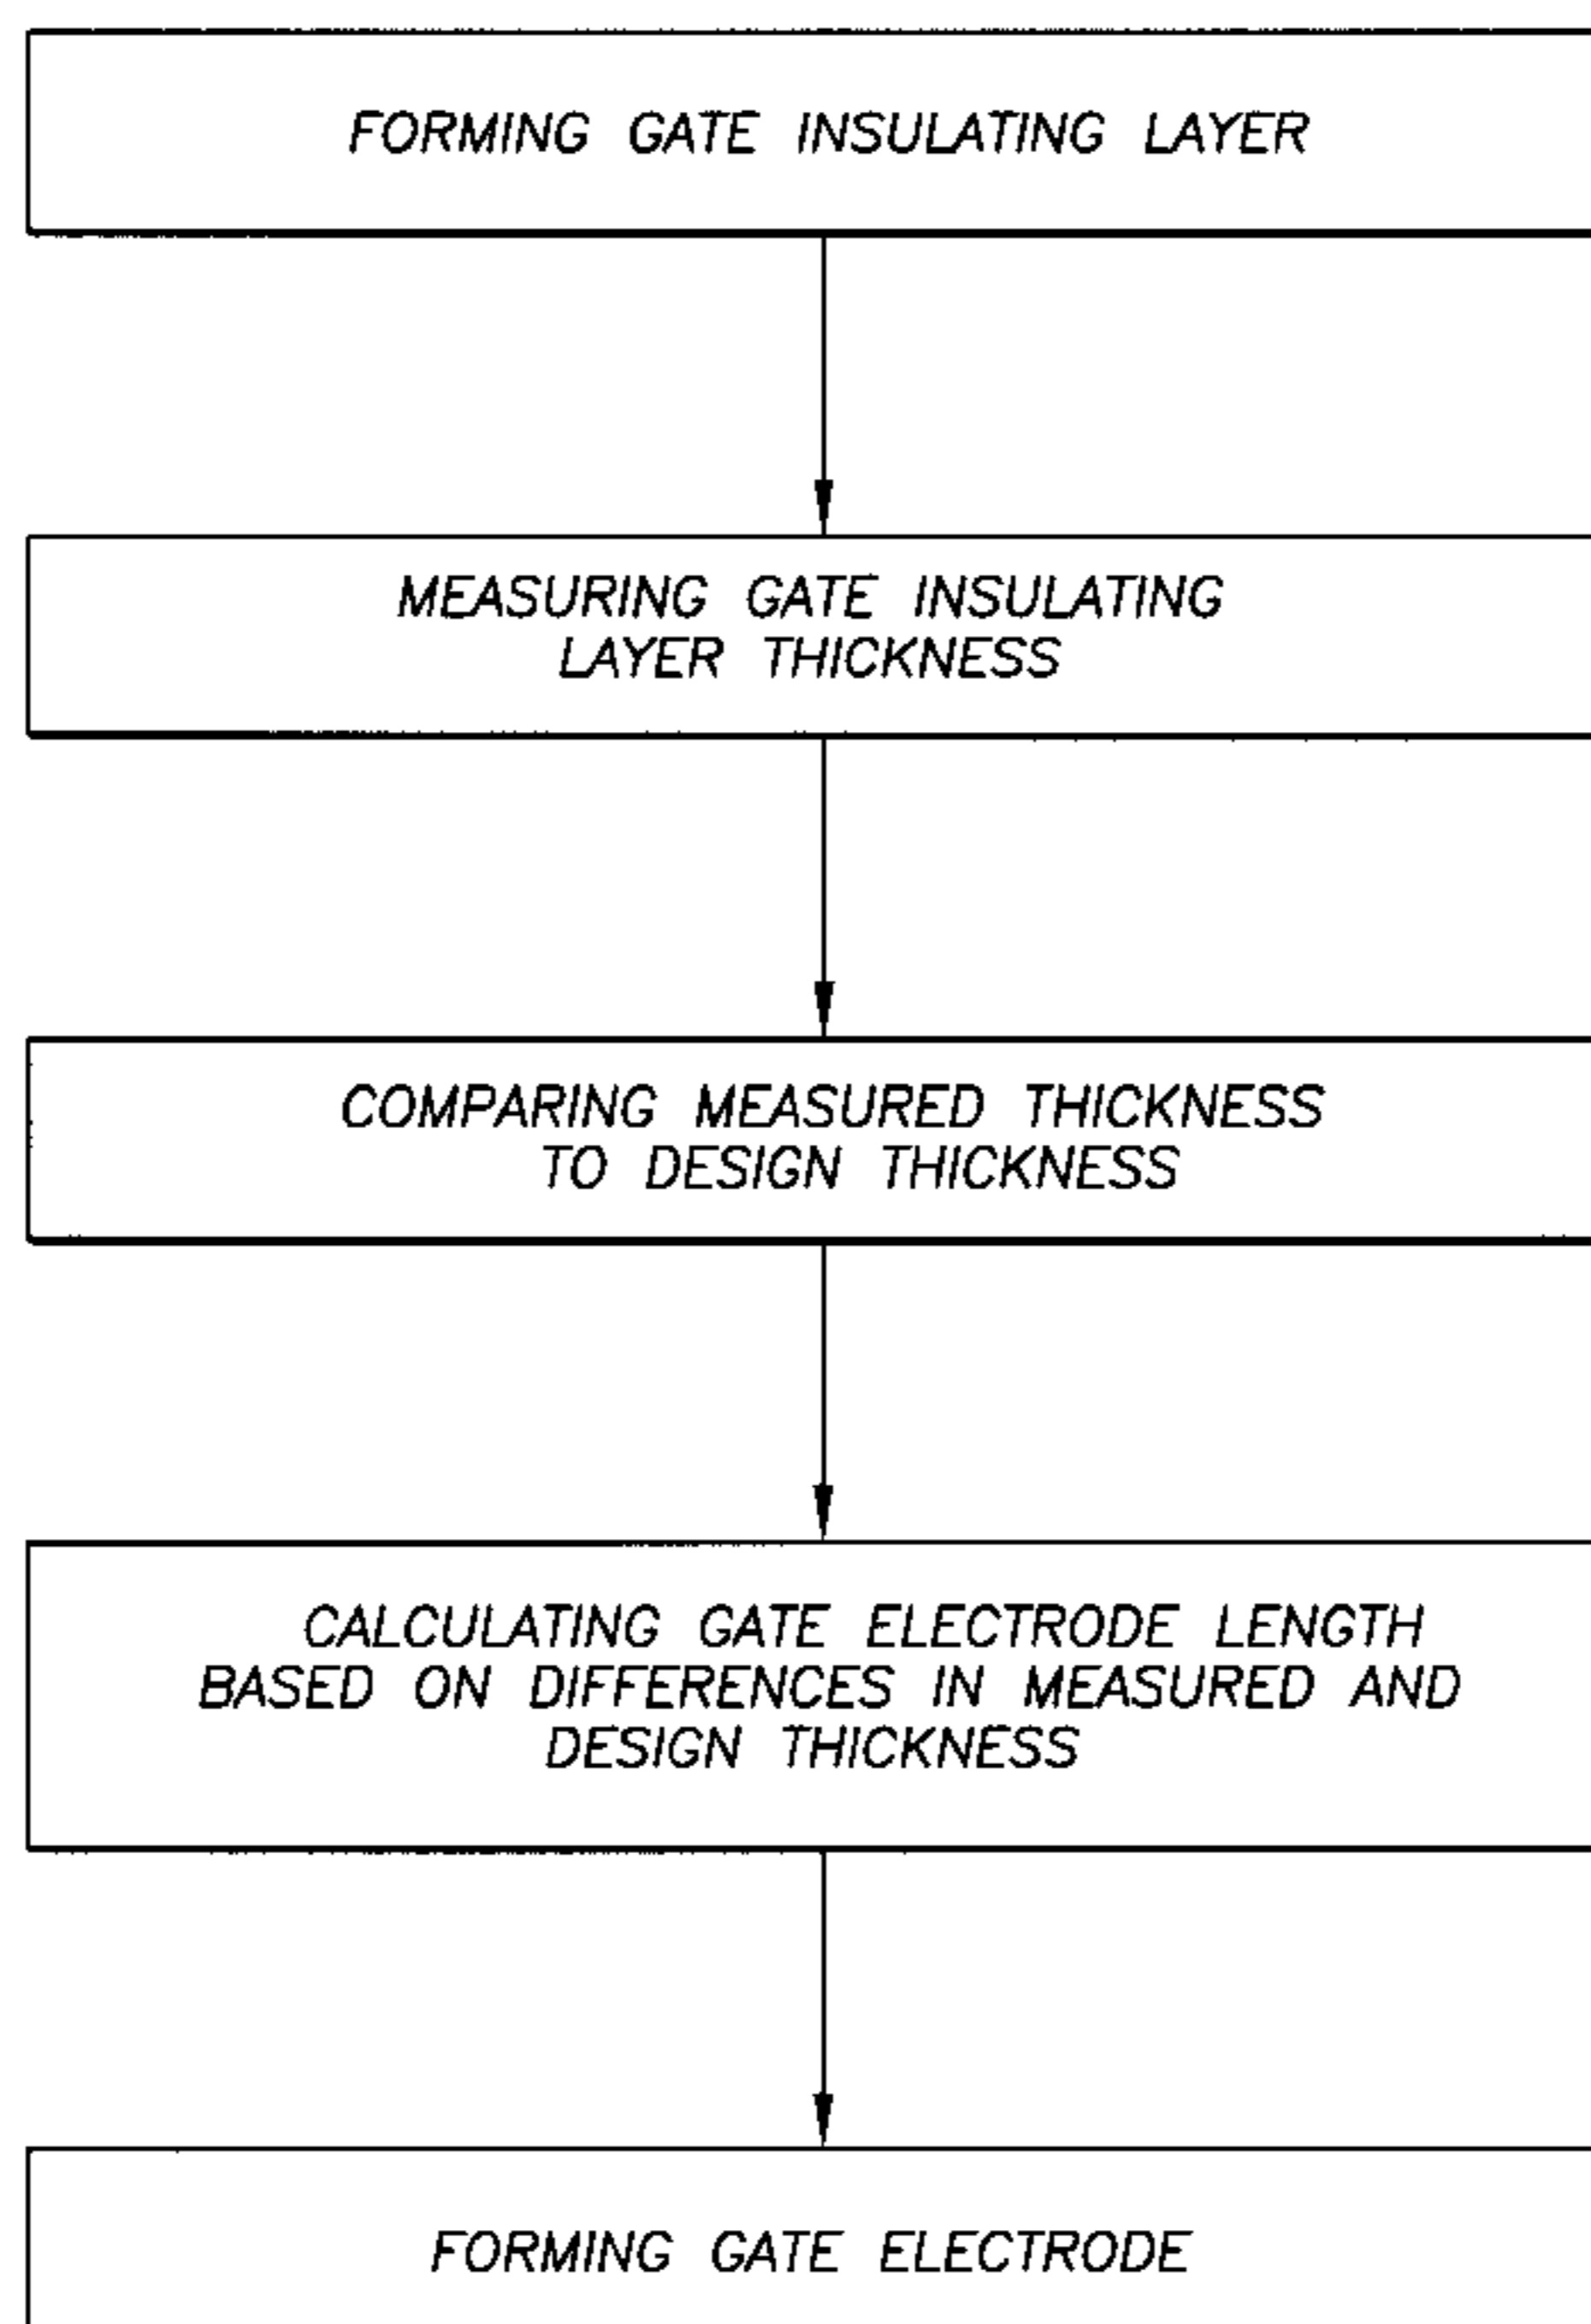 FORMING GATE INSULATING LAYER
MEASURING GATE INSULATING
LAYER THICKNESS
COMPARING MEASURED THICKNESS
TO DESIGN THICKNESS
CALCULATING GATE ELECTRODE LENGTH
BASED ON DIFFERENCES IN MEASURED AND
DESIGN THICKNESS
FORMING GATE ELECTRODE